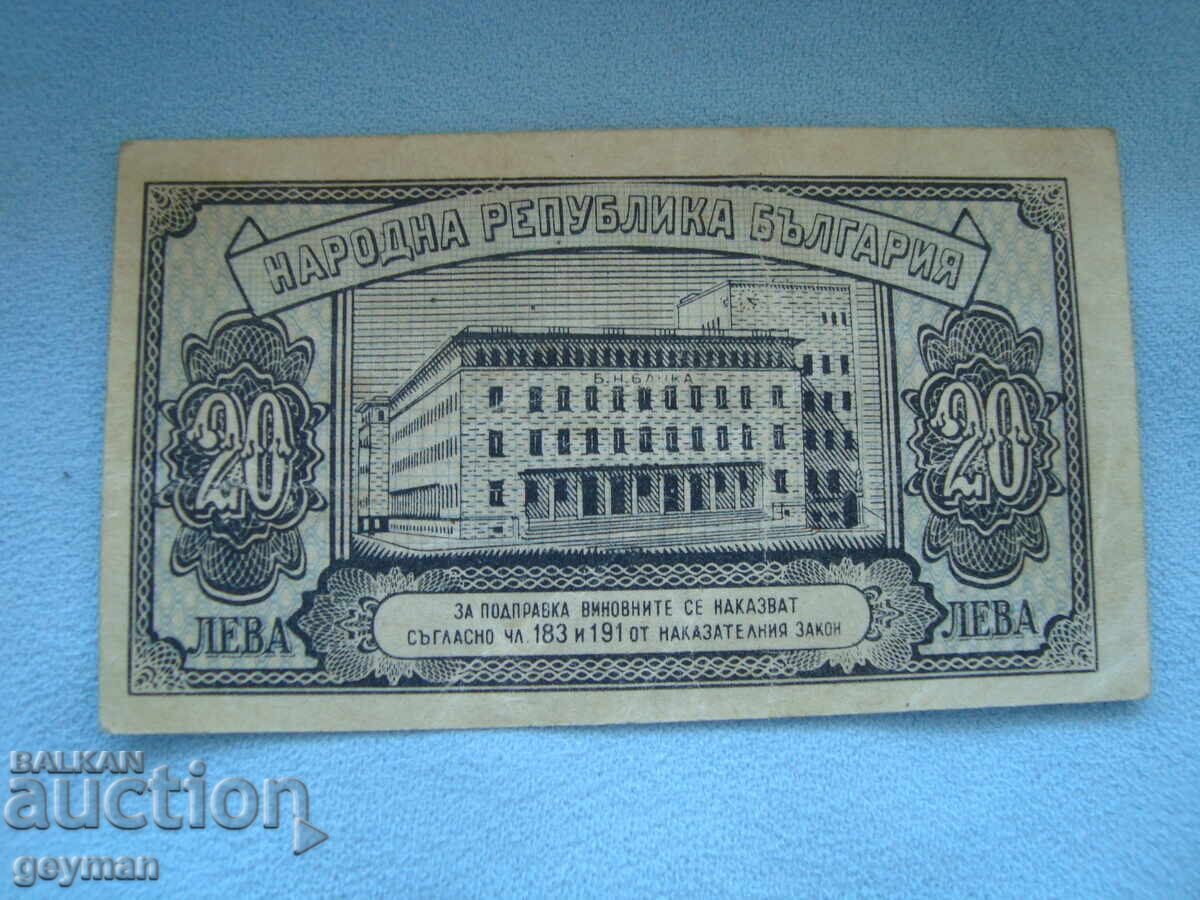 НАРОДНА РЕПУБЛИКА БЪЛГАРИЯ
Б.Н.БАНКА
20
20
ЛЕВА
ЛЕВА
ЗА ПОДПРАВКА ВИНОВНИТЕ СЕ НАКАЗВАТ
СЪГЛАСНО ЧЛ. 183 И 191 ОТ НАКАЗАТЕЛНИЯ ЗАКОН
BALKAN
auction
geyman